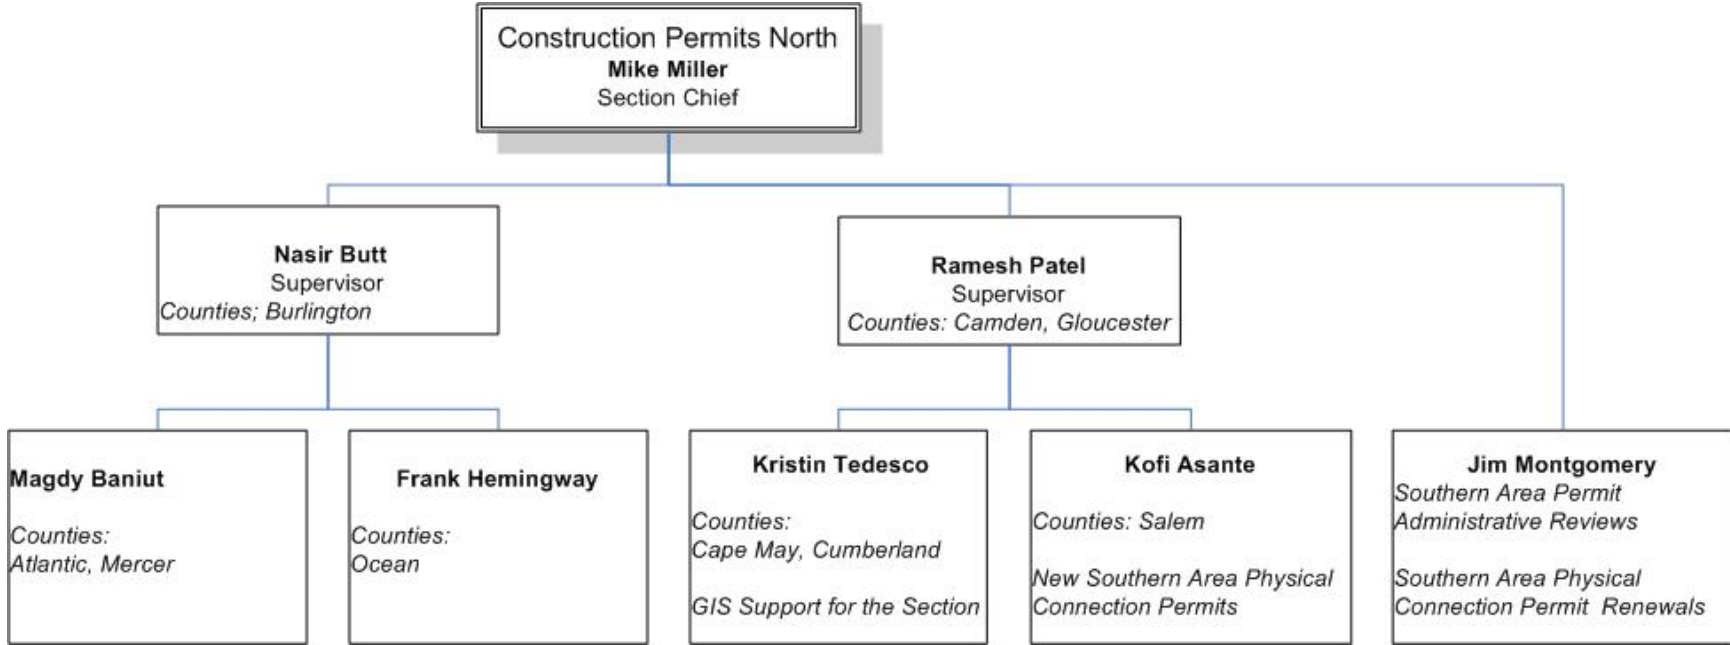 Construction Permits North
Mike Miller
Section Chief
Nasir Butt
Supervisor
Counties; Burlington
Ramesh Patel
Supervisor
Counties: Camden, Gloucester
Magdy Baniut
Counties:
Atlantic, Mercer
Frank Hemingway
Counties:
Ocean
Kristin Tedesco
Counties:
Cape May, Cumberland
GIS Support for the Section
Kofi Asante
Counties: Salem
New Southern Area Physical
Connection Permits
Jim Montgomery
Southern Area Permit
Administrative Reviews
Southern Area Physical
Connection Permit  Renewals